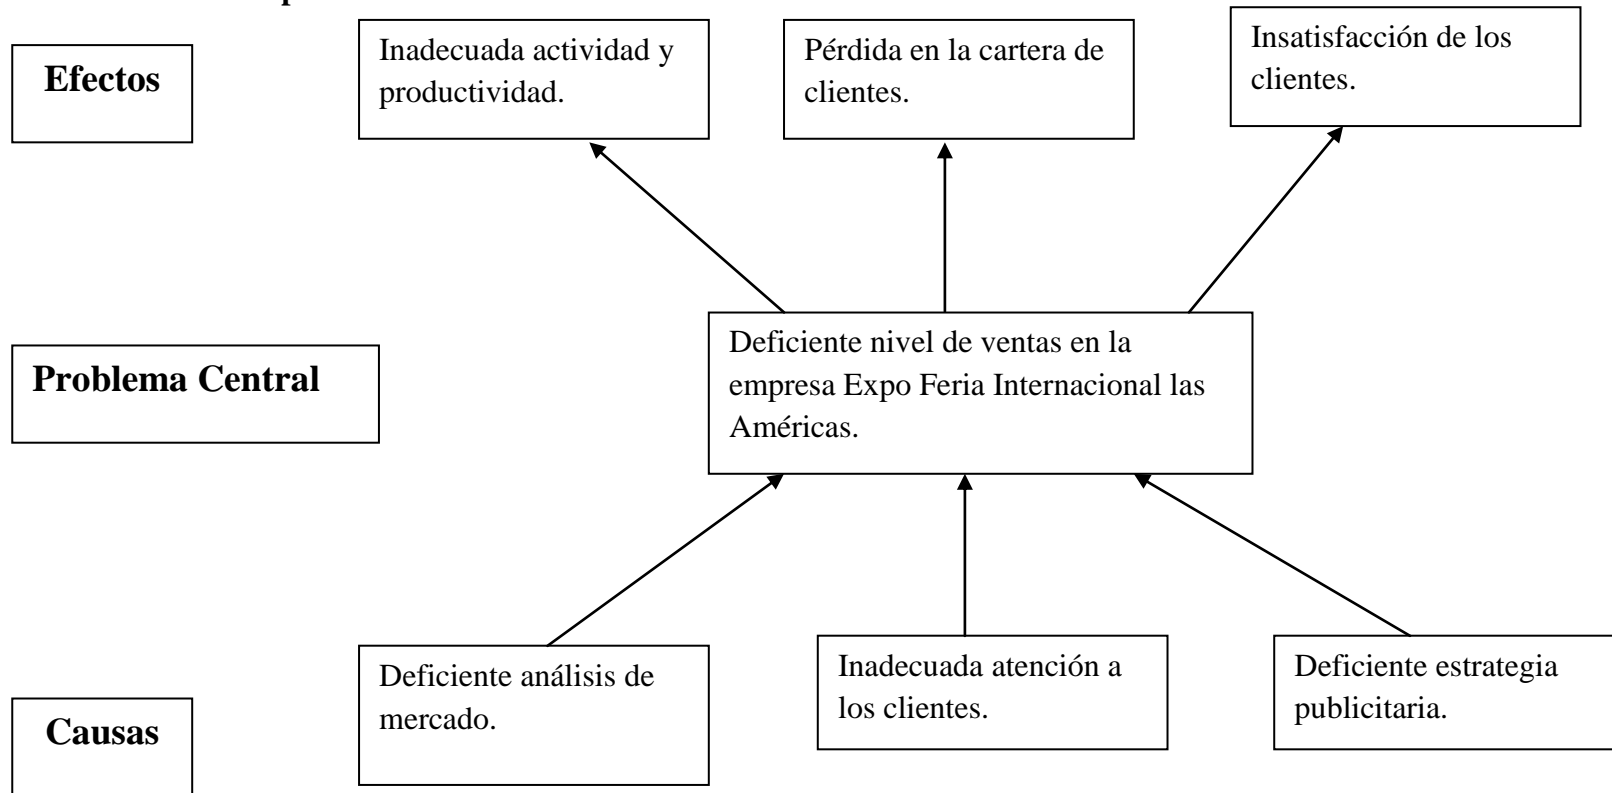 Efectos
Inadecuada actividad y
productividad.
Pérdida en la cartera de
clientes.
Insatisfacción de los
clientes.
Problema Central
Deficiente nivel de ventas en la
empresa Expo Feria Internacional las
Américas.
Causas
Deficiente análisis de
mercado.
Inadecuada atención a
los clientes.
Deficiente estrategia
publicitaria.